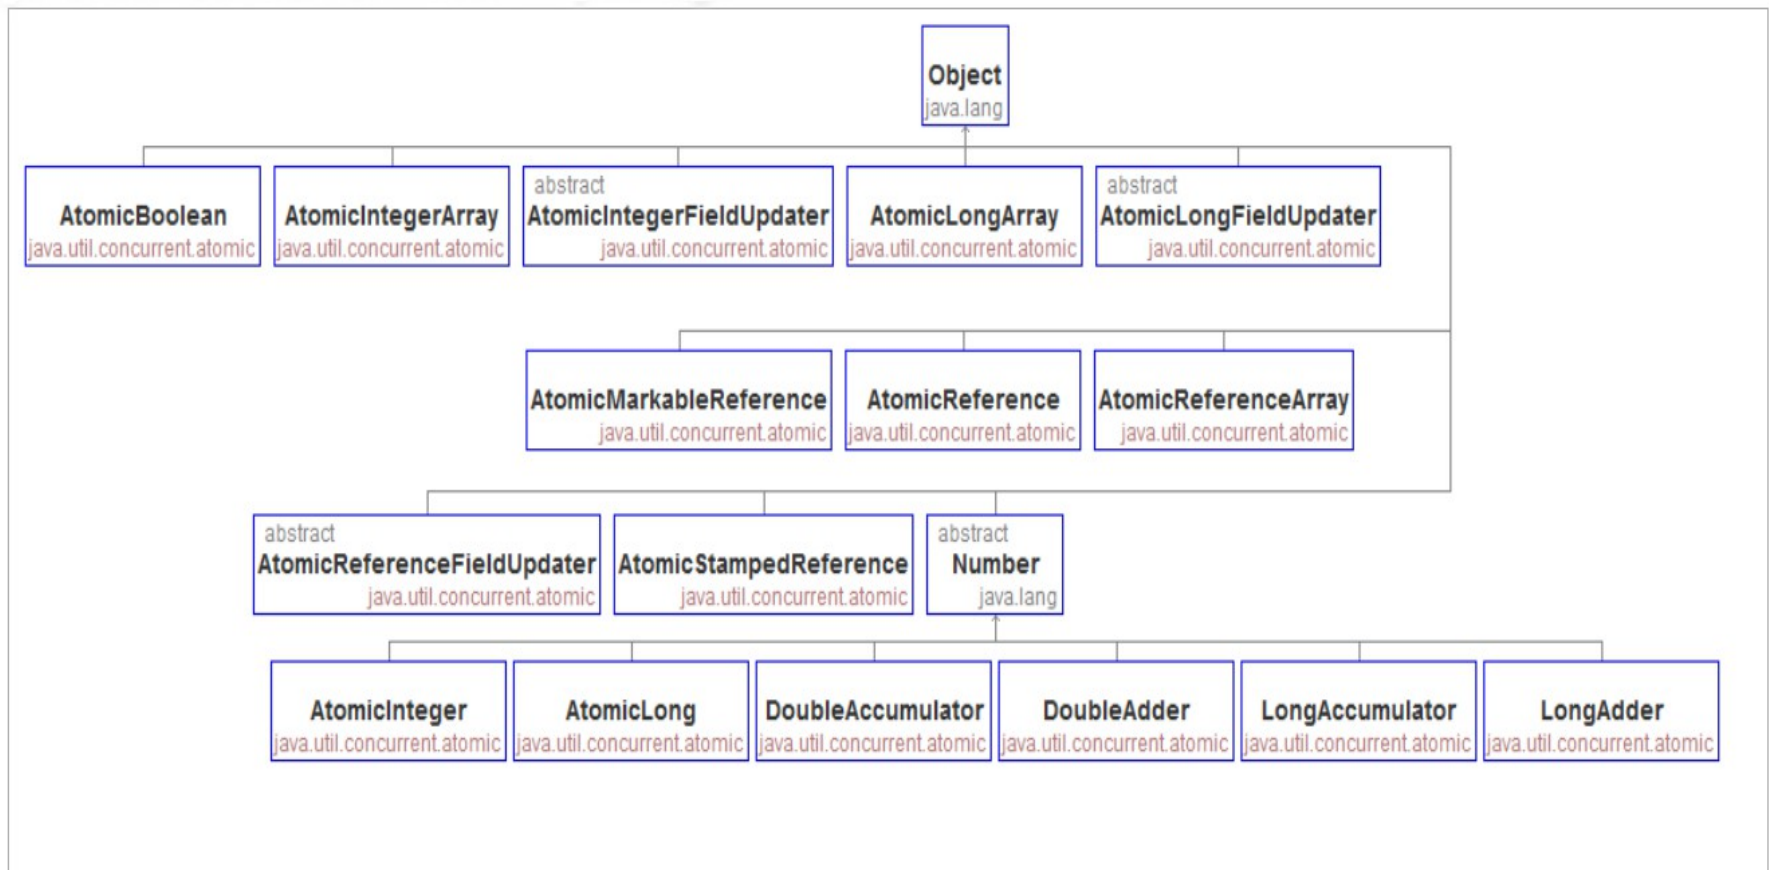 Object
java.lang
AtomicBoolean
java.util.concurrent.atomic
AtomicIntegerArray
java.util.concurrent.atomic
abstract
AtomicIntegerFieldUpdater
java.util.concurrent.atomic
AtomicLongArray
java.util.concurrent.atomic
abstract
AtomicLongFieldUpdater
java.util.concurrent.atomic
AtomicMarkableReference
java.util.concurrent.atomic
AtomicReference
java.util.concurrent.atomic
AtomicReferenceArray
java.util.concurrent.atomic
abstract
AtomicReferenceFieldUpdater
java.util.concurrent.atomic
AtomicStampedReference
java.util.concurrent.atomic
abstract
Number
java.lang
AtomicInteger
java.util.concurrent.atomic
AtomicLong
java.util.concurrent.atomic
DoubleAccumulator
java.util.concurrent.atomic
DoubleAdder
java.util.concurrent.atomic
LongAccumulator
java.util.concurrent.atomic
LongAdder
java.util.concurrent.atomic